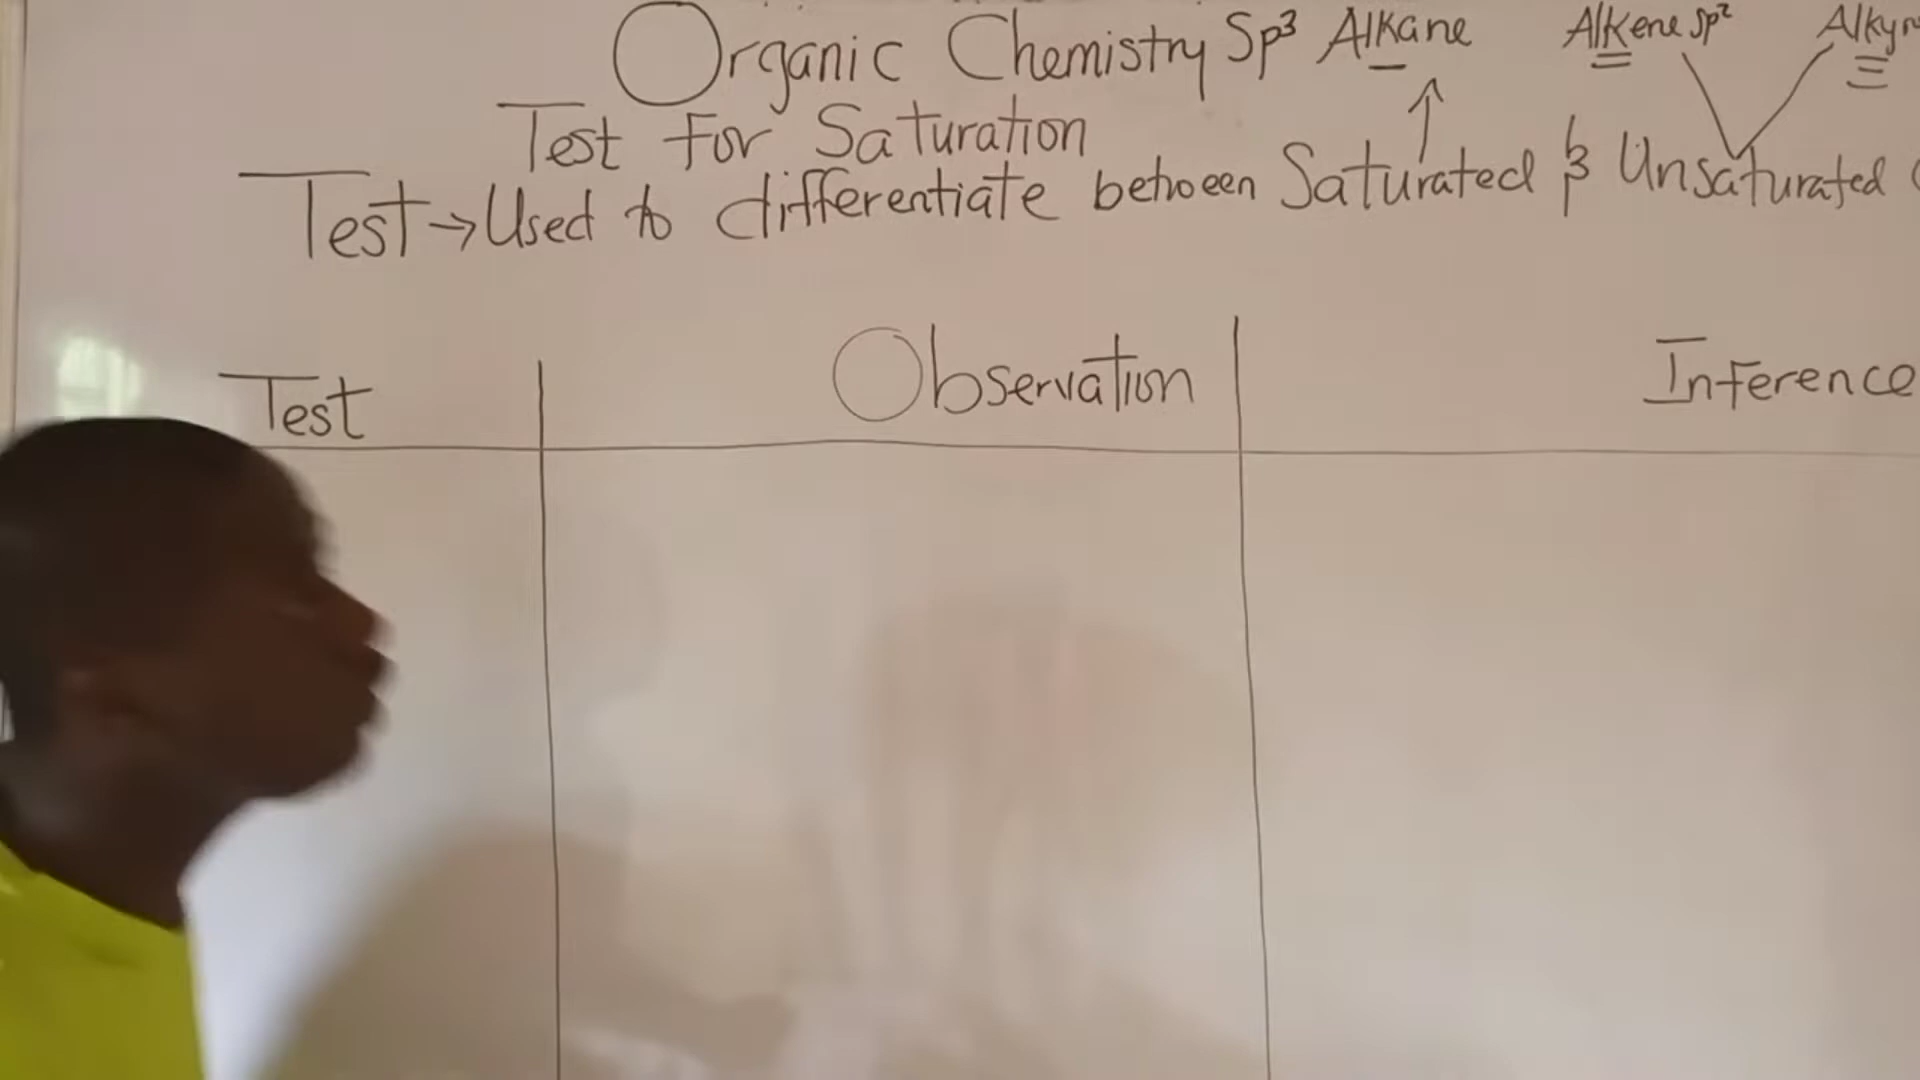 Organic Chemistry Sp³ Alkane Alkene Sp²
Test For Saturation
Test → Used to differentiate between Saturated & Unsaturated
Test Observation Inference